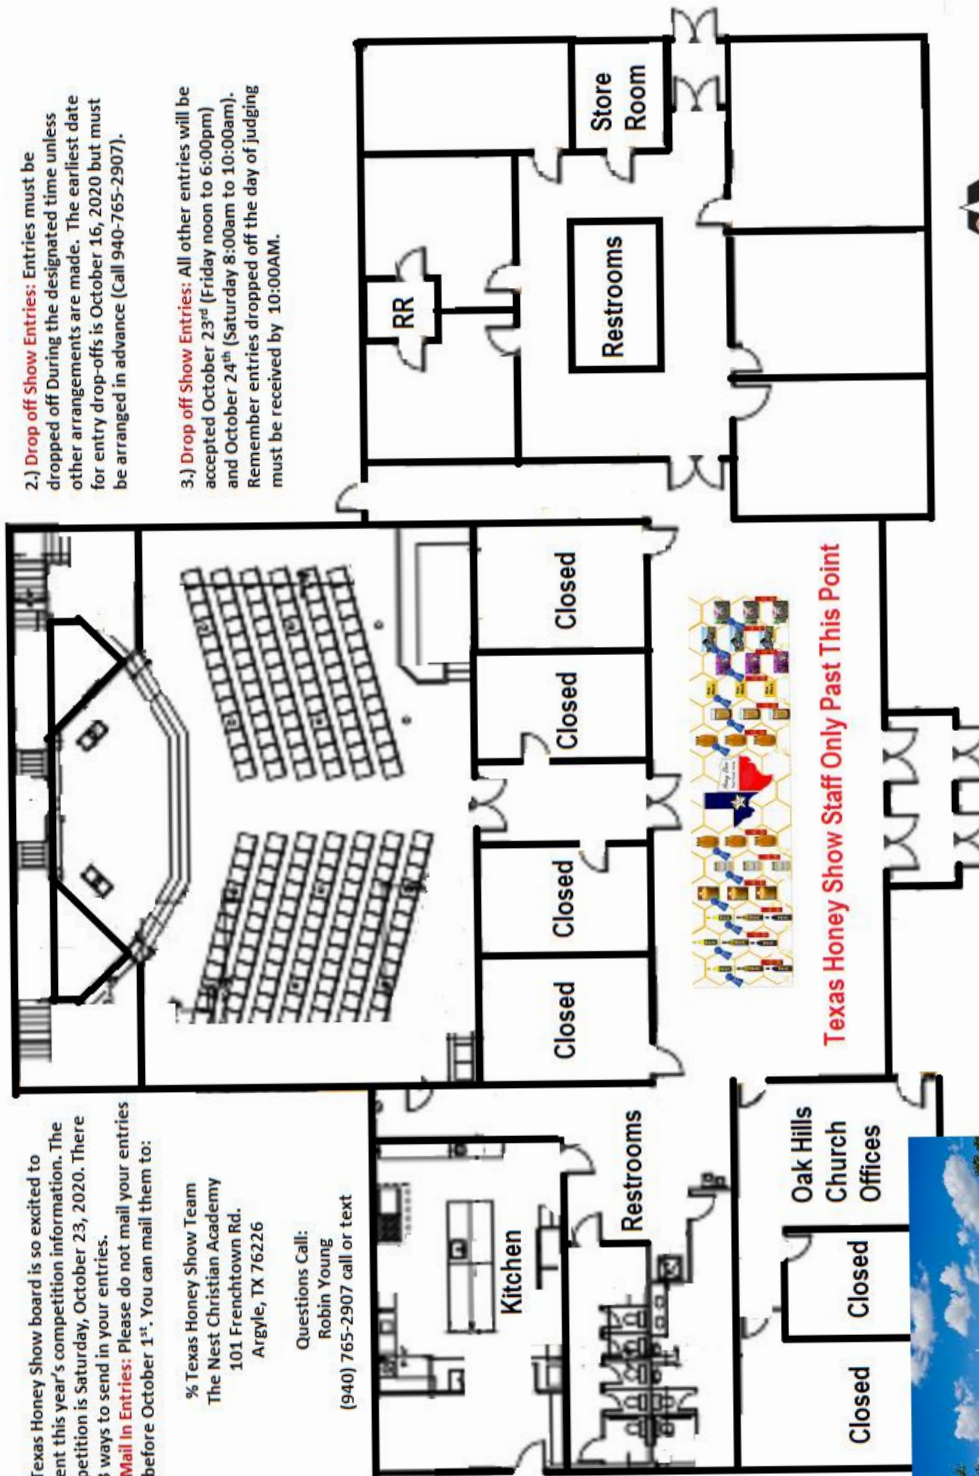 Texas Honey Show board is so excited to
ent this year's competition information. The
petition is Saturday, October 23, 2020. There
ways to send in your entries.
Mail In Entries: Please do not mail your entries
before October 1st. You can mail them to:
% Texas Honey Show Team
The Nest Christian Academy
101 Frenchtown Rd.
Argyle, TX 76226
Questions Call:
Robin Young
(940) 765-2907 call or text
2.) Drop off Show Entries: Entries must be
dropped off During the designated time unless
other arrangements are made. The earliest date
for entry drop-offs is October 16, 2020 but must
be arranged in advance (Call 940-765-2907).
3.) Drop off Show Entries: All other entries will be
accepted October 23rd (Friday noon to 6:00pm)
and October 24th (Saturday 8:00am to 10:00am).
Remember entries dropped off the day of judging
must be received by 10:00AM.
RR
Store
Room
Restrooms
Closed
Closed
Closed
Closed
Kitchen
Restrooms
Texas Honey Show Staff Only Past This Point
Oak Hills
Church
Offices
Closed
Closed